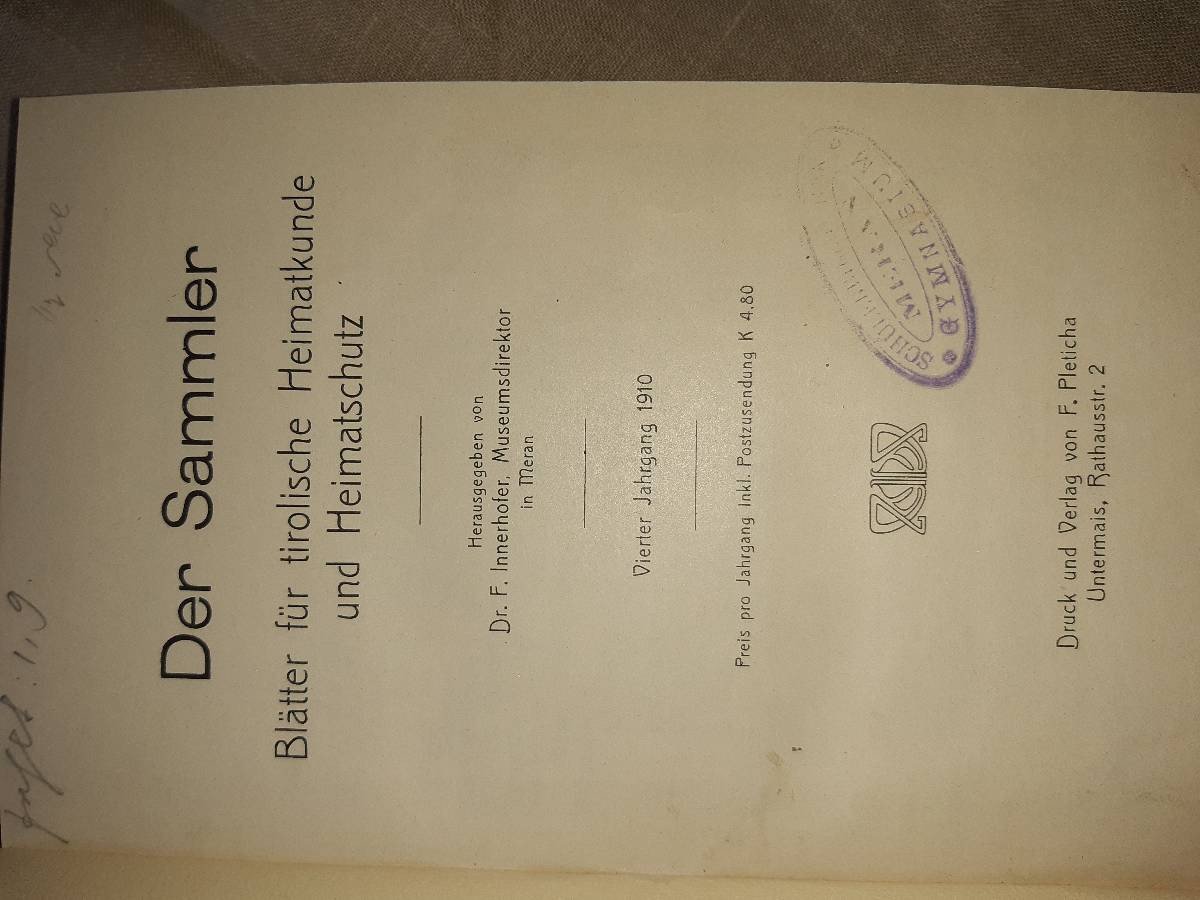 Der Sammler
Blätter für tirolische Heimatkunde
und Heimatschutz
Herausgegeben von
Dr. F. Innerhofer, Museumsdirektor
in Meran
Vierter Jahrgang 1910
Preis pro Jahrgang Inkl. Postzusendung K 4.80
MERAN
GYMNASIUM
Druck und Verlag von F. Pleticha
Untermais, Rathausstr. 2